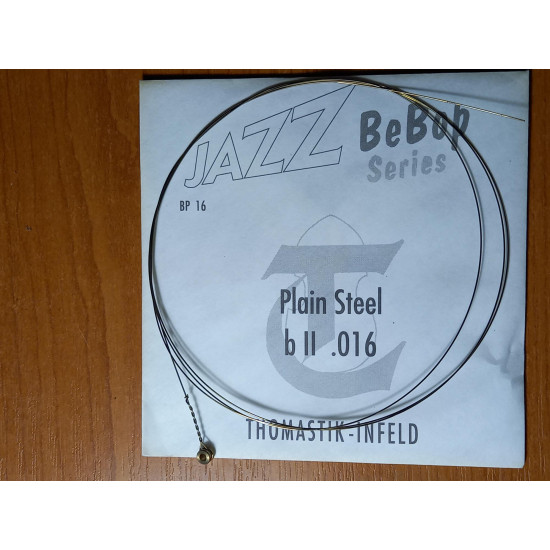 JAZZ
BeBop
Series
BP 16
Plain Steel
b II .016
THOMASTIK-INFELD